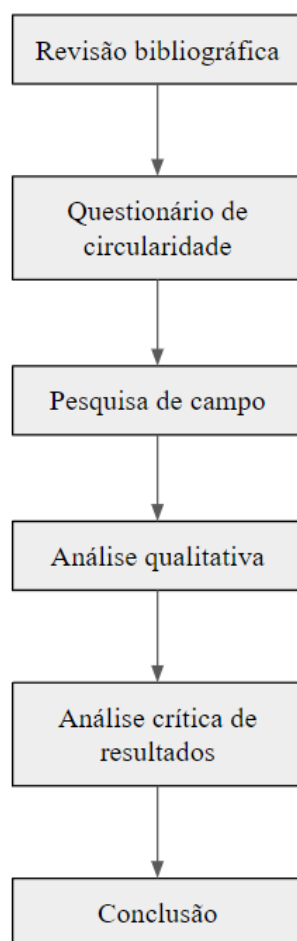 Revisão bibliográfica
Questionário de
circularidade
Pesquisa de campo
Análise qualitativa
Análise crítica de
resultados
Conclusão